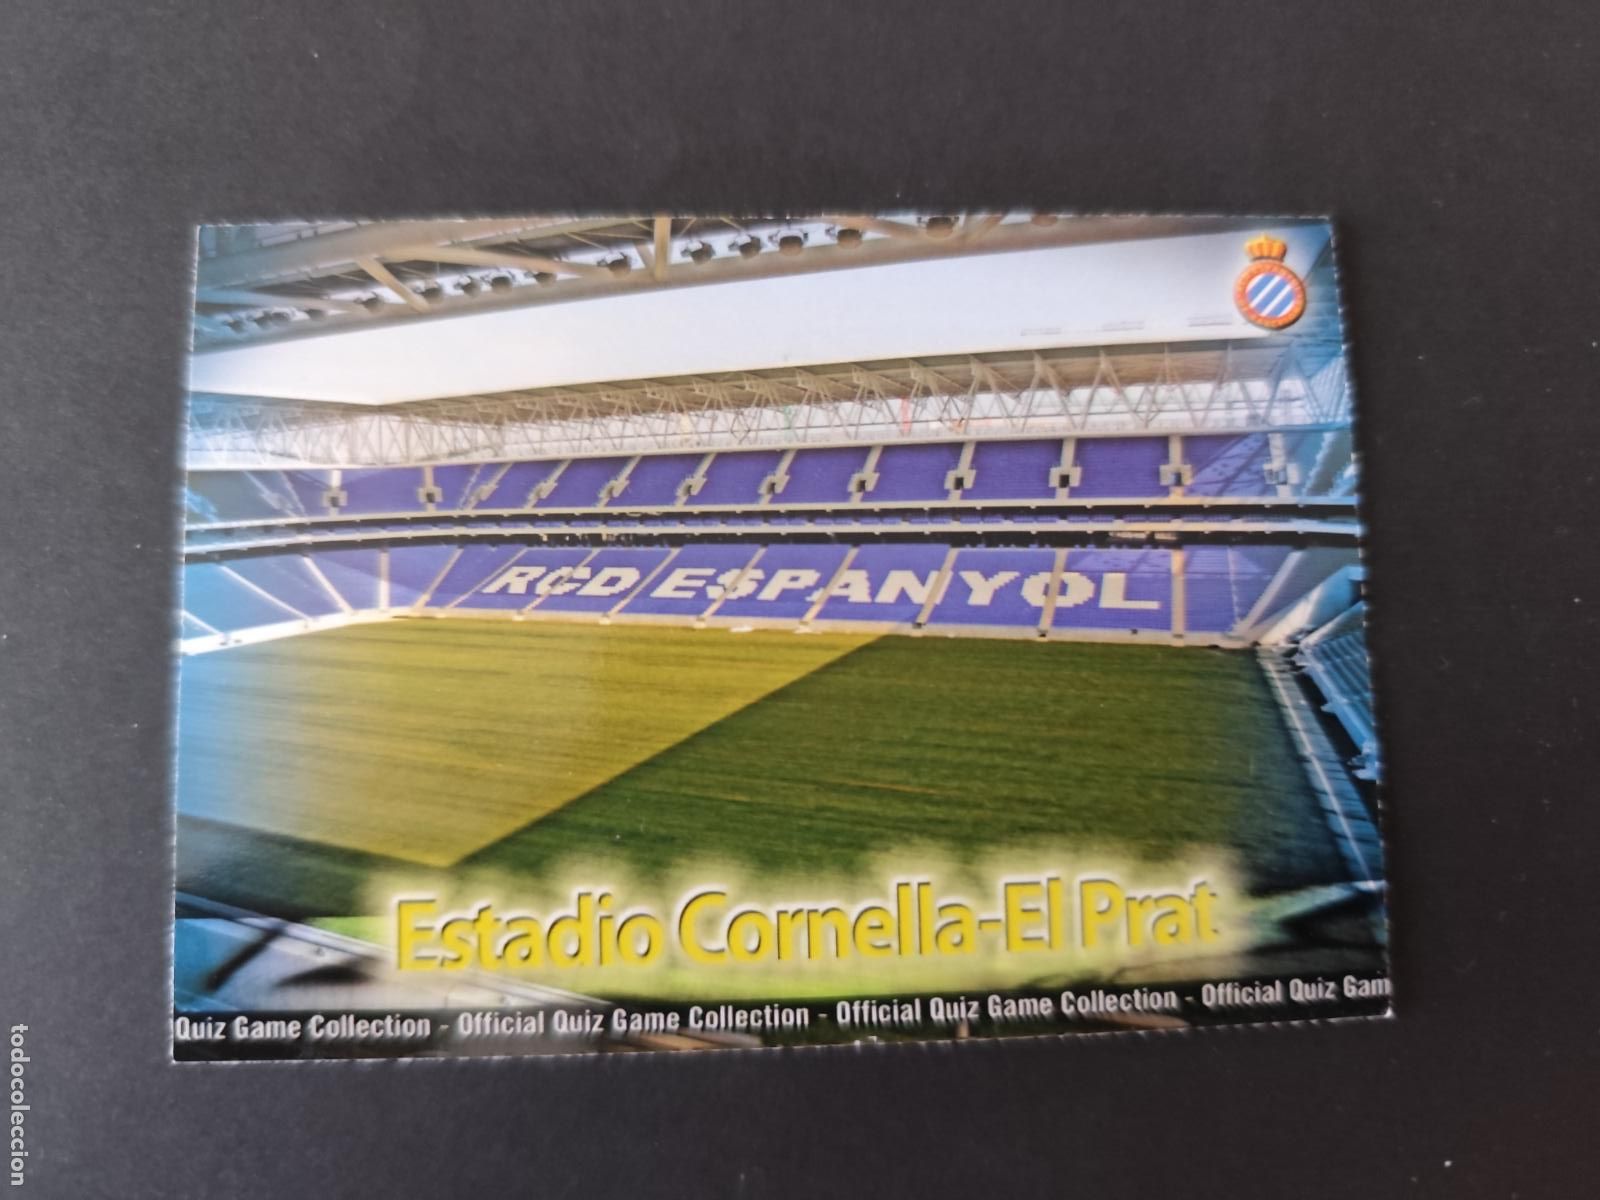 RCD ESPANYOL
Estadio Cornella-El Prat
Quiz Game Collection - Official Quiz Game Collection - Official Quiz Game Collection - Official Quiz Gam
todocoleccion